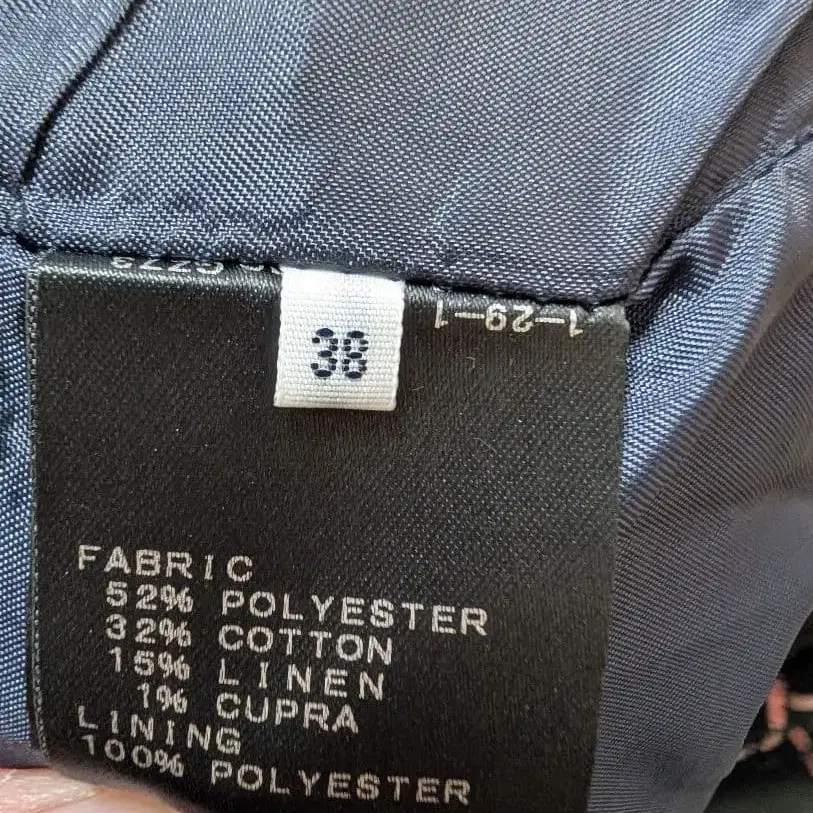 38
1-29-1
FABRIC
52% POLYESTER
32% COTTON
15% LINEN
1% CUPRA
LINING
100% POLYESTER